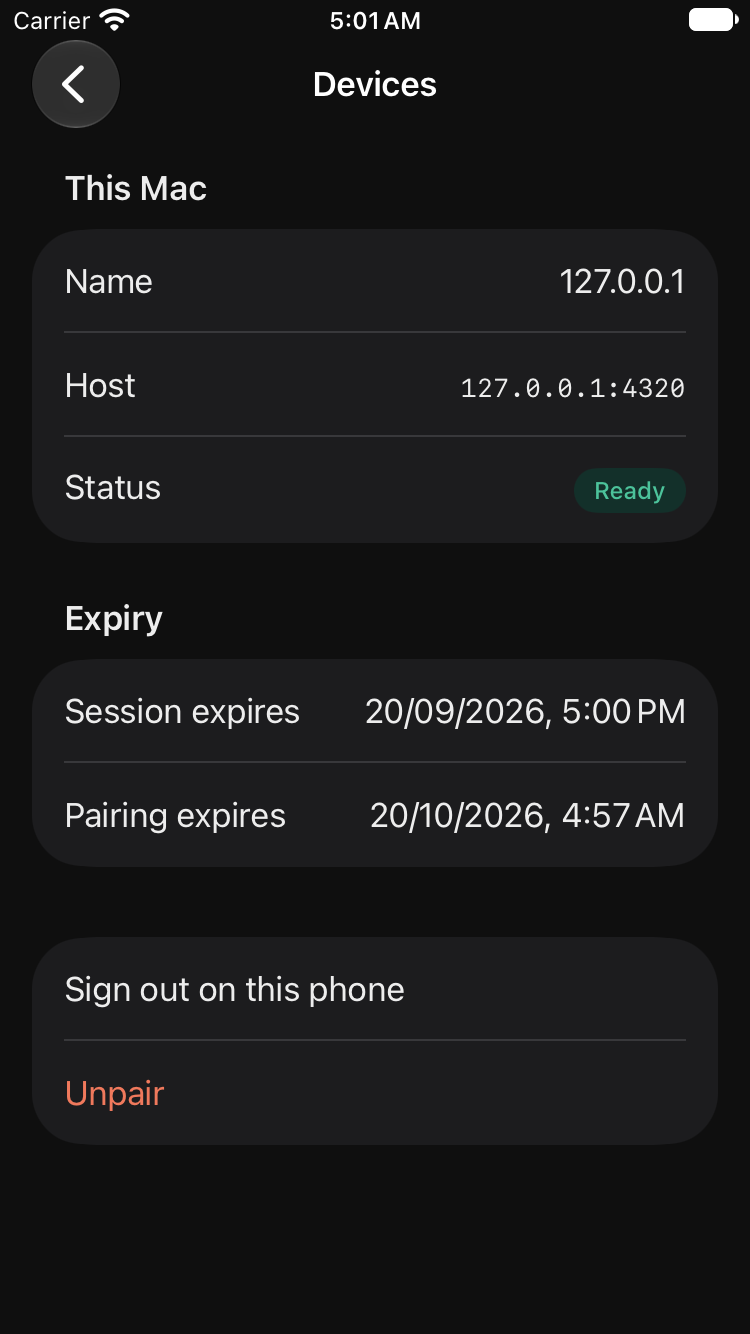 Carrier 5:01 AM
Devices
This Mac
Name 127.0.0.1
Host 127.0.0.1:4320
Status Ready
Expiry
Session expires 20/09/2026, 5:00 PM
Pairing expires 20/10/2026, 4:57 AM
Sign out on this phone
Unpair